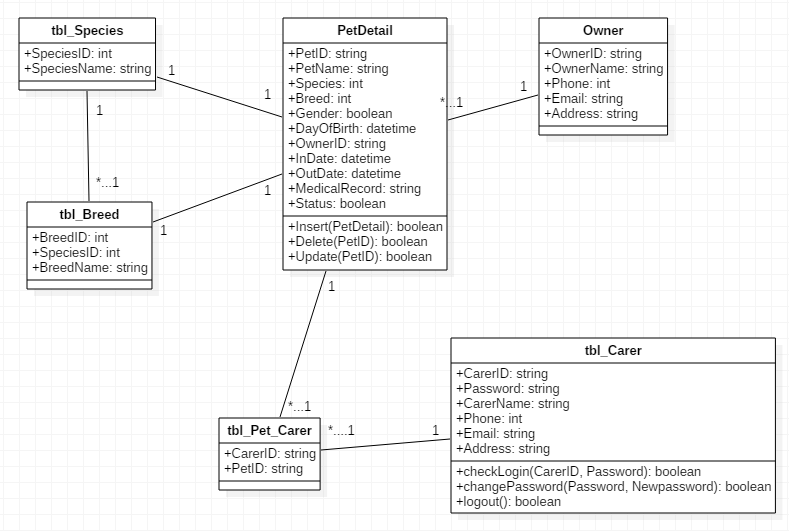 tbl_Species
+SpeciesID: int
+SpeciesName: string
1
1
1
*...1
tbl_Breed
+BreedID: int
+SpeciesID: int
+BreedName: string
1
1
PetDetail
+PetID: string
+PetName: string
+Species: int
+Breed: int
+Gender: boolean
+DayOfBirth: datetime
+OwnerID: string
+InDate: datetime
+OutDate: datetime
+MedicalRecord: string
+Status: boolean
+Insert(PetDetail): boolean
+Delete(PetID): boolean
+Update(PetID): boolean
*...1
1
Owner
+OwnerID: string
+OwnerName: string
+Phone: int
+Email: string
+Address: string
1
*...1
tbl_Pet_Carer
+CarerID: string
+PetID: string
*....1
1
tbl_Carer
+CarerID: string
+Password: string
+CarerName: string
+Phone: int
+Email: string
+Address: string
+checkLogin(CarerID, Password): boolean
+changePassword(Password, Newpassword): boolean
+logout(): boolean